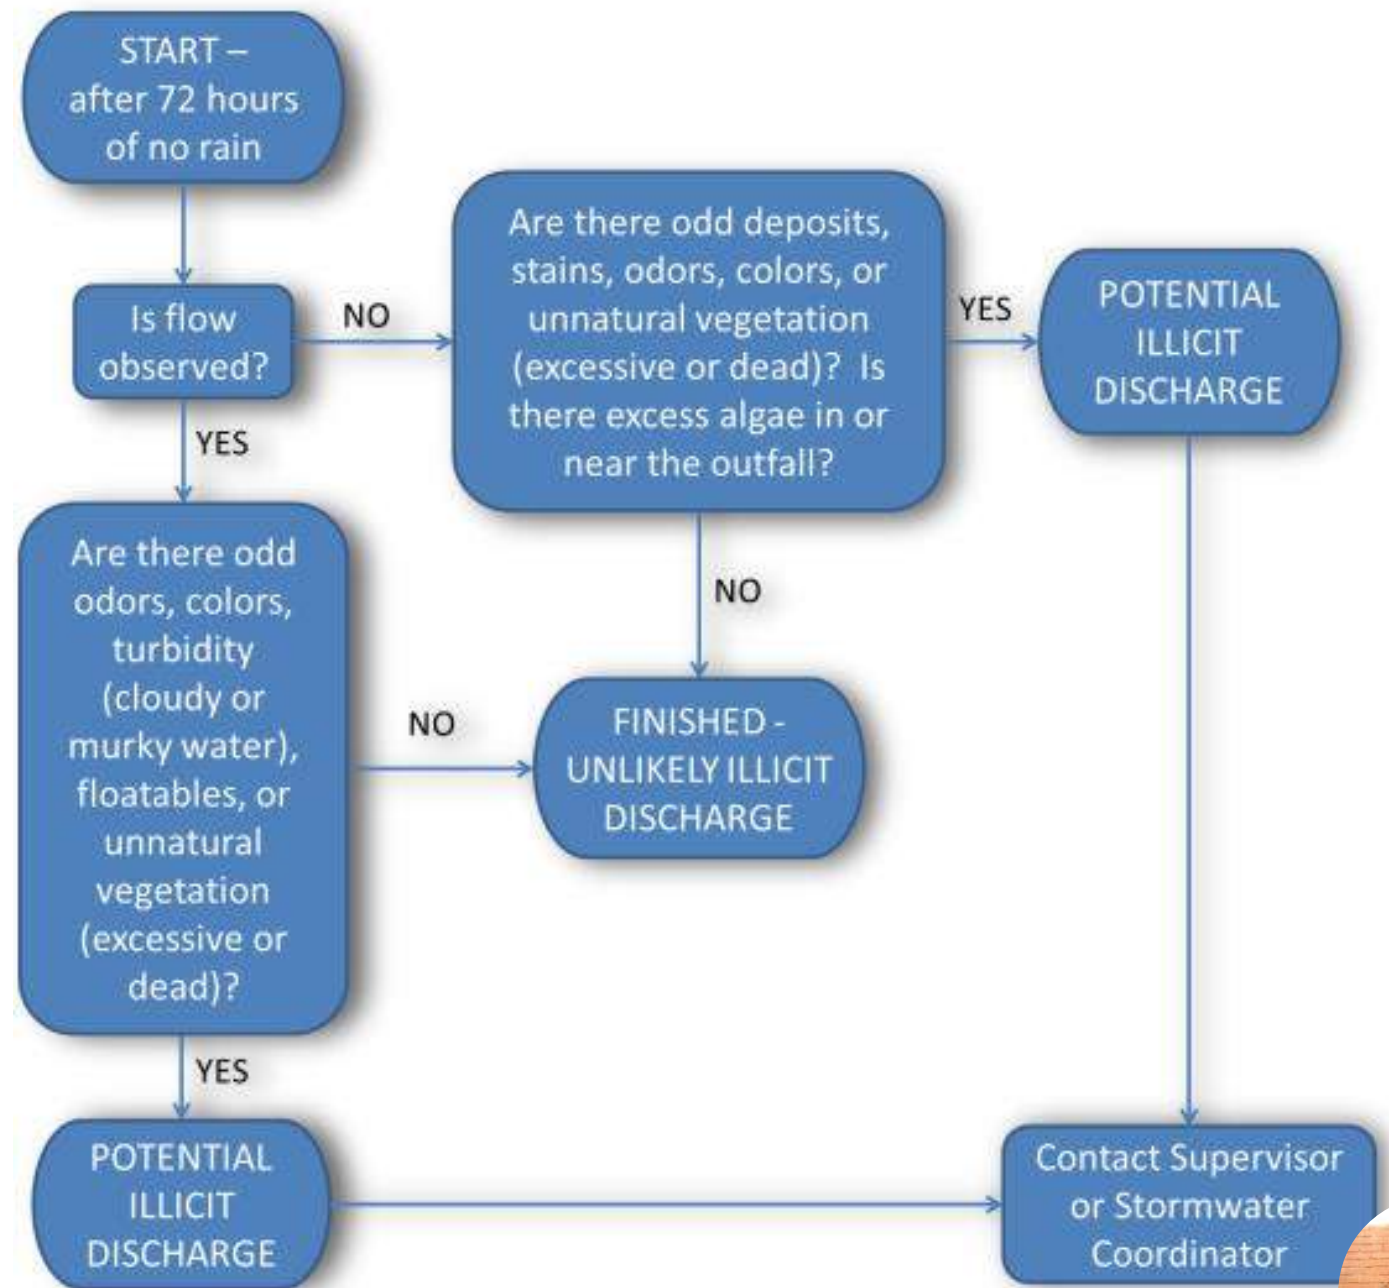 START –
after 72 hours
of no rain
Is flow
observed?
NO
Are there odd deposits,
stains, odors, colors, or
unnatural vegetation
(excessive or dead)? Is
there excess algae in or
near the outfall?
YES
POTENTIAL
ILLICIT
DISCHARGE
YES
NO
Are there odd
odors, colors,
turbidity
(cloudy or
murky water),
floatables, or
unnatural
vegetation
(excessive or
dead)?
NO
FINISHED -
UNLIKELY ILLICIT
DISCHARGE
YES
POTENTIAL
ILLICIT
DISCHARGE
Contact Supervisor
or Stormwater
Coordinator